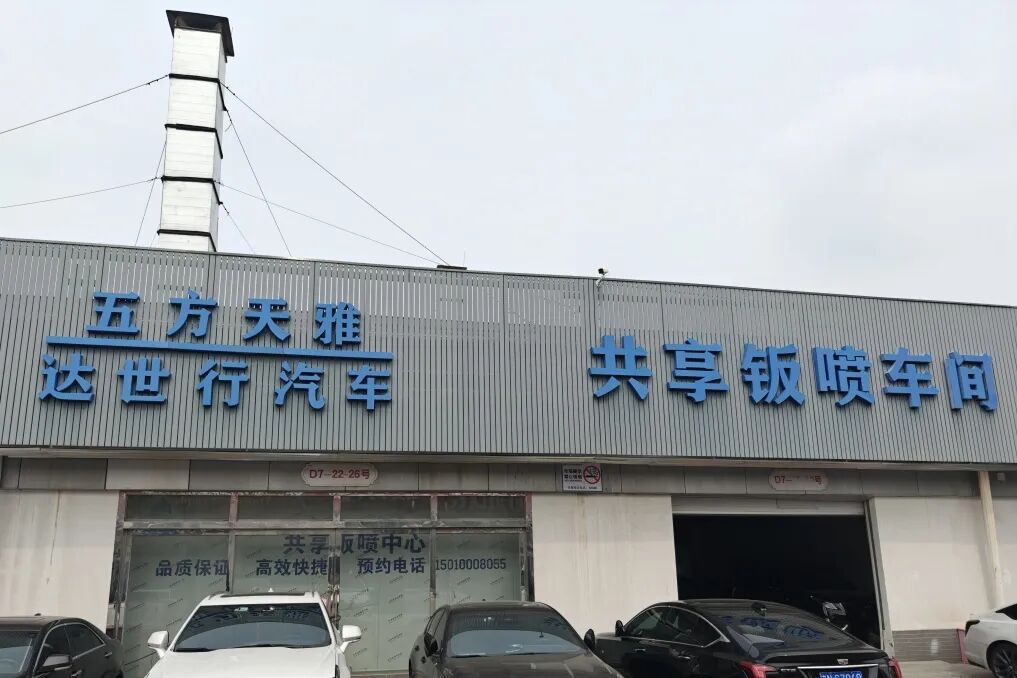 五方天雅
达世行汽车
共享钣喷车间
D7-22-26号
共享钣喷中心
品质保证 高效快捷 预约电话 15010008055